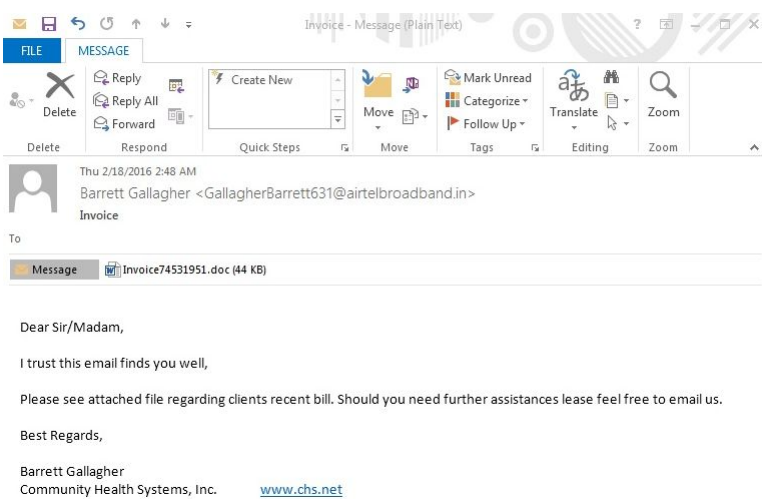 Invoice - Message (Plain Text)
FILE MESSAGE
Delete
Reply
Reply All
Forward
Create New
Move
Mark Unread
Categorize
Follow Up
Translate
Zoom
Delete Respond Quick Steps Move Tags Editing Zoom
Thu 2/18/2016 2:48 AM
Barrett Gallagher <GallagherBarrett631@airtelbroadband.in>
Invoice
To
Message Invoice74531951.doc (44 KB)
Dear Sir/Madam,
I trust this email finds you well,
Please see attached file regarding clients recent bill. Should you need further assistances lease feel free to email us.
Best Regards,
Barrett Gallagher
Community Health Systems, Inc. www.chs.net